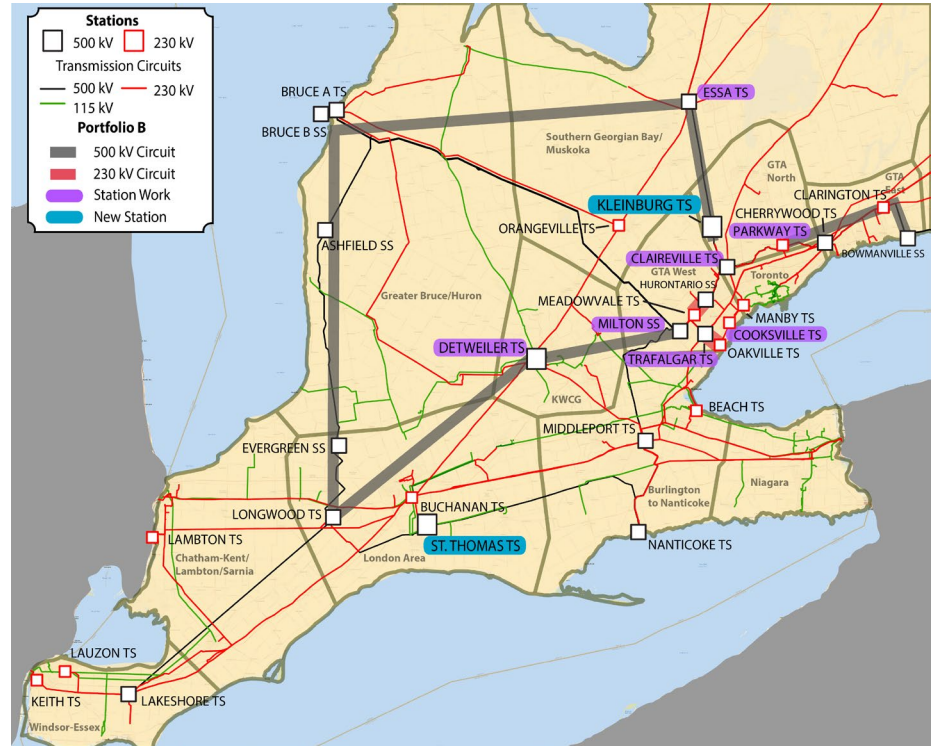 Stations
500 kV 230 kV
Transmission Circuits
500 kV 230 kV
115 kV
Portfolio B
500 kV Circuit
230 kV Circuit
Station Work
New Station
BRUCE A TS
BRUCE B SS
ESSA TS
Southern Georgian Bay/
Muskoka
GTA
North
GTA
East
CLARINGTON TS
KLEINBURG TS
CHERRYWOOD TS
ORANGEVILLE TS
PARKWAY TS
ASHFIELD SS
BOWMANVILLE SS
CLAIREVILLE TS
GTA West
HURONTARIO SS
Toronto
Greater Bruce/Huron
MEADOWVALE TS
MANBY TS
MILTON SS
COOKSVILLE TS
DETWEILER TS
TRAFALGAR TS
OAKVILLE TS
KWCG
BEACH TS
MIDDLEPORT TS
EVERGREEN SS
Burlington
to Nanticoke
Niagara
LONGWOOD TS
BUCHANAN TS
LAMBTON TS
ST. THOMAS TS
NANTICOKE TS
Chatham-Kent/
Lambton/Sarnia
London Area
LAUZON TS
KEITH TS
LAKESHORE TS
Windsor-Essex